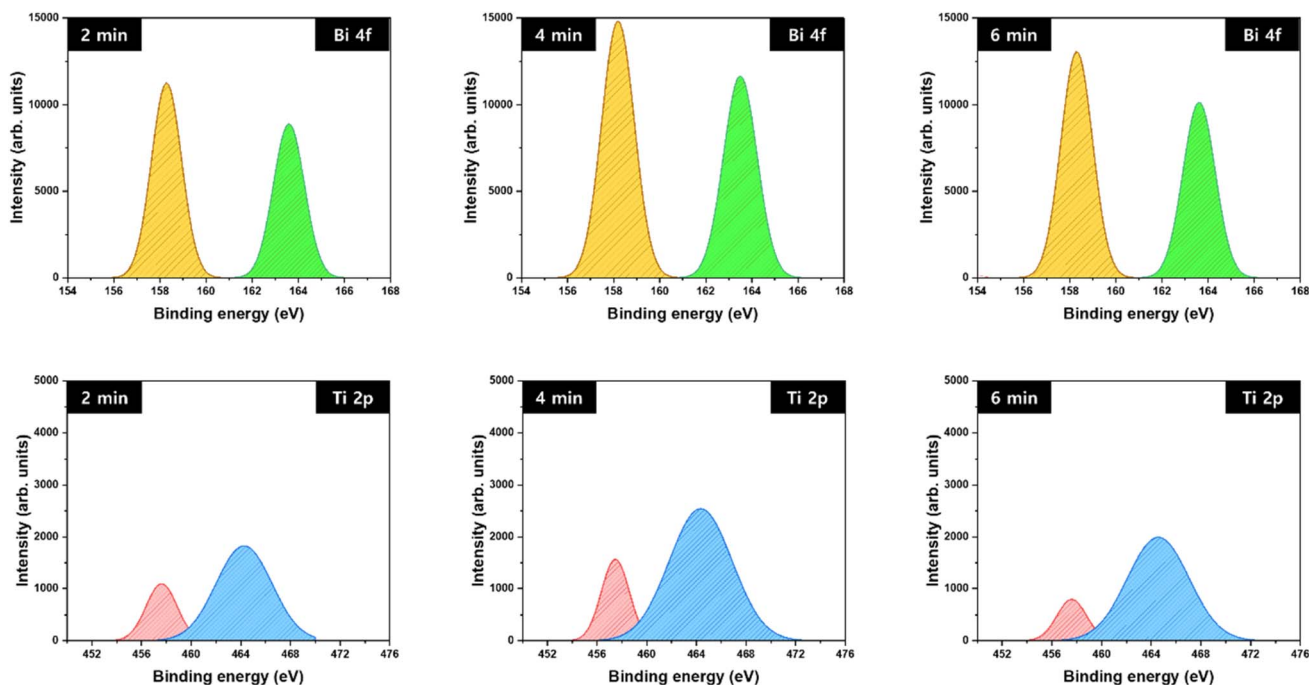 2 min
Bi 4f
15000
10000
5000
0
154 156 158 160 162 164 166 168
Intensity (arb. units)
Binding energy (eV)
4 min
Bi 4f
15000
10000
5000
0
154 156 158 160 162 164 166 168
Intensity (arb. units)
Binding energy (eV)
6 min
Bi 4f
15000
10000
5000
0
154 156 158 160 162 164 166 168
Intensity (arb. units)
Binding energy (eV)
2 min
Ti 2p
5000
4000
3000
2000
1000
0
452 456 460 464 468 472 476
Intensity (arb. units)
Binding energy (eV)
4 min
Ti 2p
5000
4000
3000
2000
1000
0
452 456 460 464 468 472 476
Intensity (arb. units)
Binding energy (eV)
6 min
Ti 2p
5000
4000
3000
2000
1000
0
452 456 460 464 468 472 476
Intensity (arb. units)
Binding energy (eV)